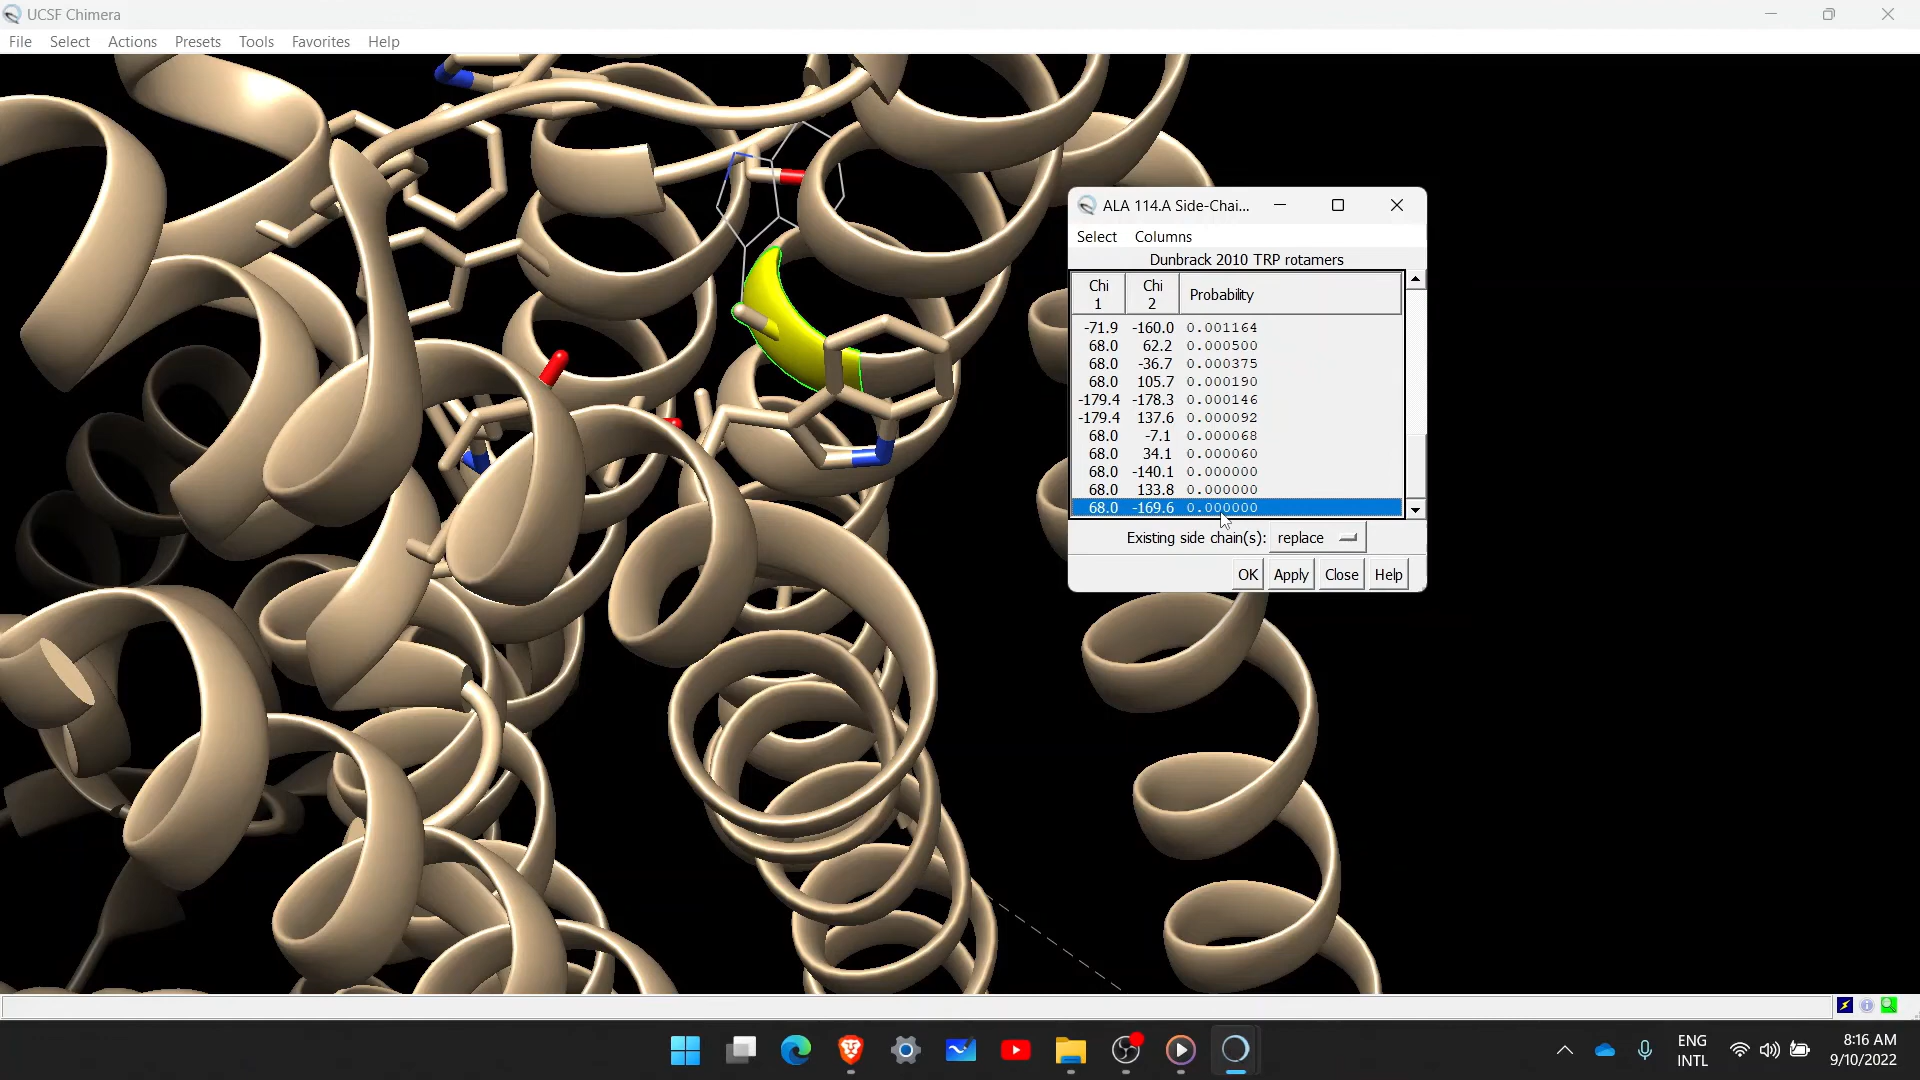 UCSF Chimera
File Select Actions Presets Tools Favorites Help
ALA 114.A Side-Chai...
Select Columns
Dunbrack 2010 TRP rotamers
Chi 1 Chi 2 Probability
-71.9 -160.0 0.001164
68.0 62.2 0.000500
68.0 -36.7 0.000375
68.0 105.7 0.000190
-179.4 -178.3 0.000146
-179.4 137.6 0.000092
68.0 -7.1 0.000068
68.0 34.1 0.000060
68.0 -140.1 0.000000
68.0 133.8 0.000000
68.0 -169.6 0.000000
Existing side chain(s): replace
OK Apply Close Help
ENG 8:16 AM
INTL 9/10/2022